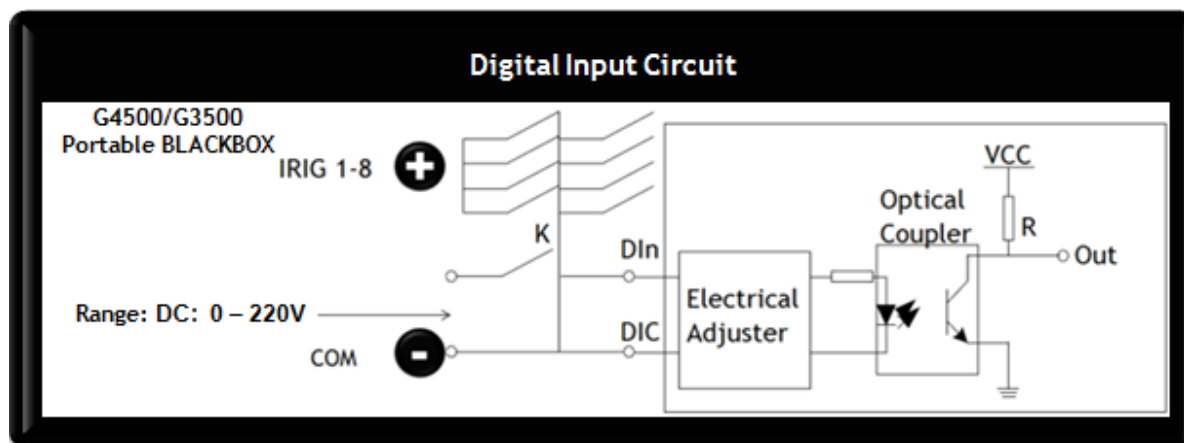 Digital Input Circuit
G4500/G3500
Portable BLACKBOX
IRIG 1-8
+
K
DIn
Range: DC: 0 – 220V
DIC
COM
-
Electrical
Adjuster
Optical
Coupler
VCC
R
Out